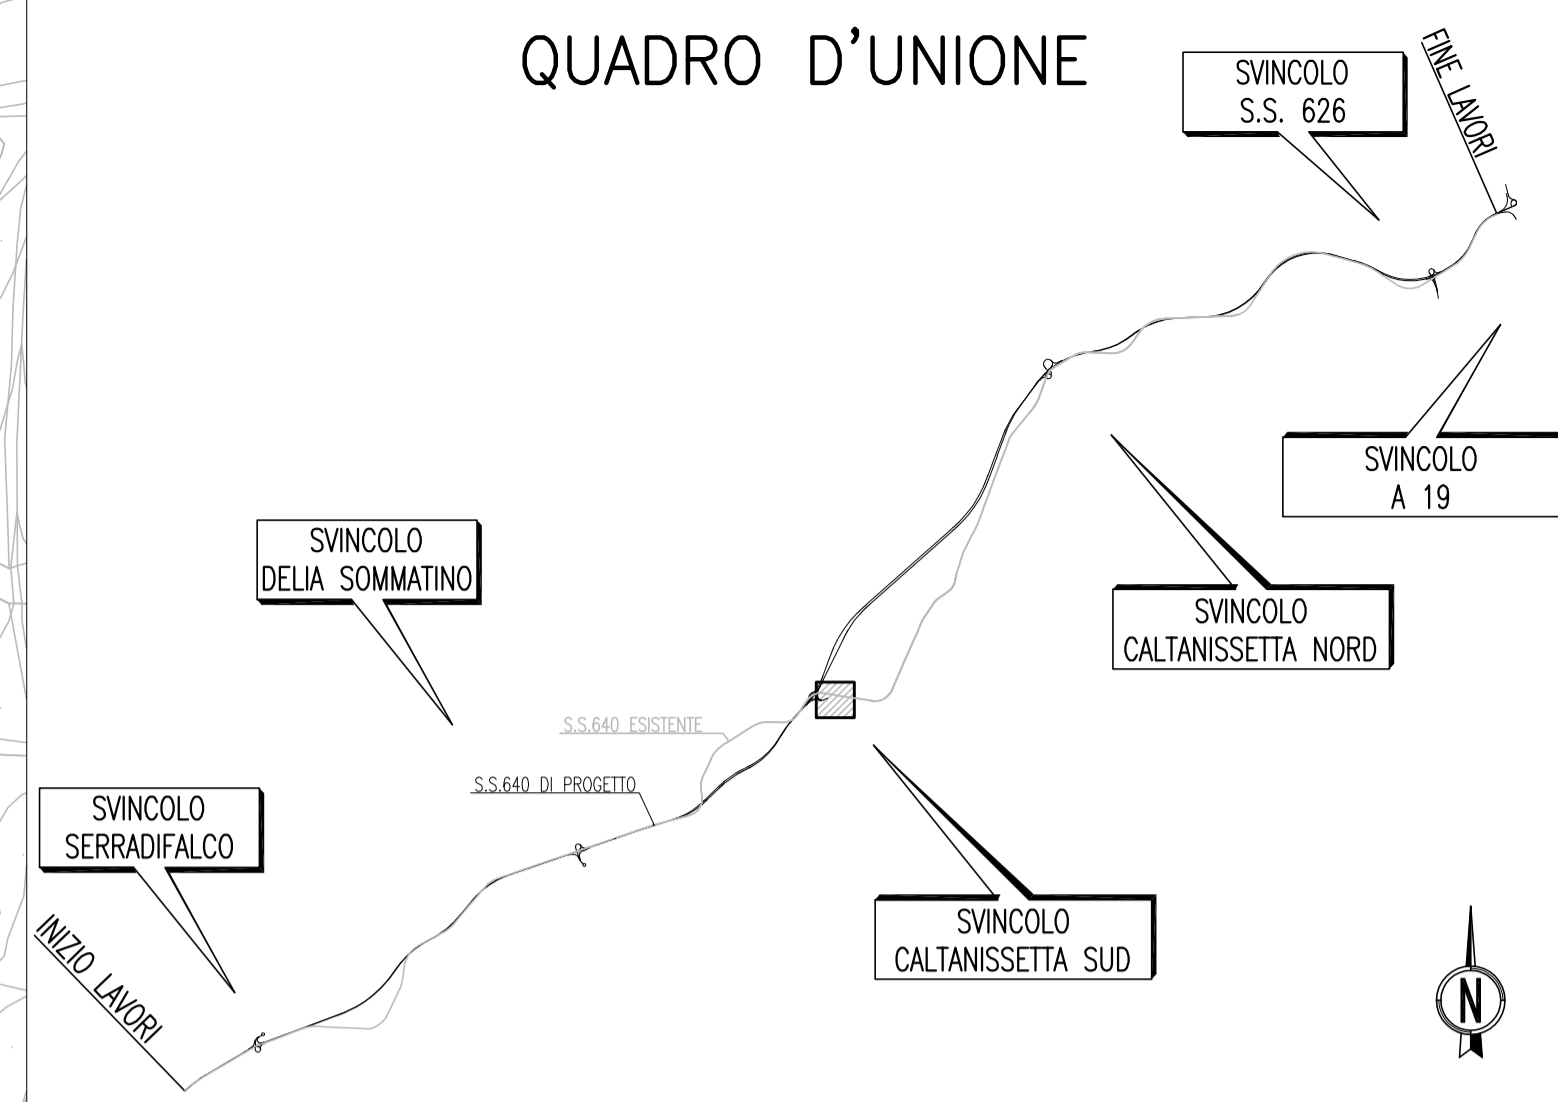 QUADRO D'UNIONE
SVINCOLO
S.S. 626
FINE LAVORI
SVINCOLO
A 19
SVINCOLO
DELIA SOMMATINO
SVINCOLO
CALTANISSETTA NORD
S.S.640 ESISTENTE
S.S.640 DI PROGETTO
SVINCOLO
SERRADIFALCO
SVINCOLO
CALTANISSETTA SUD
INIZIO LAVORI
N